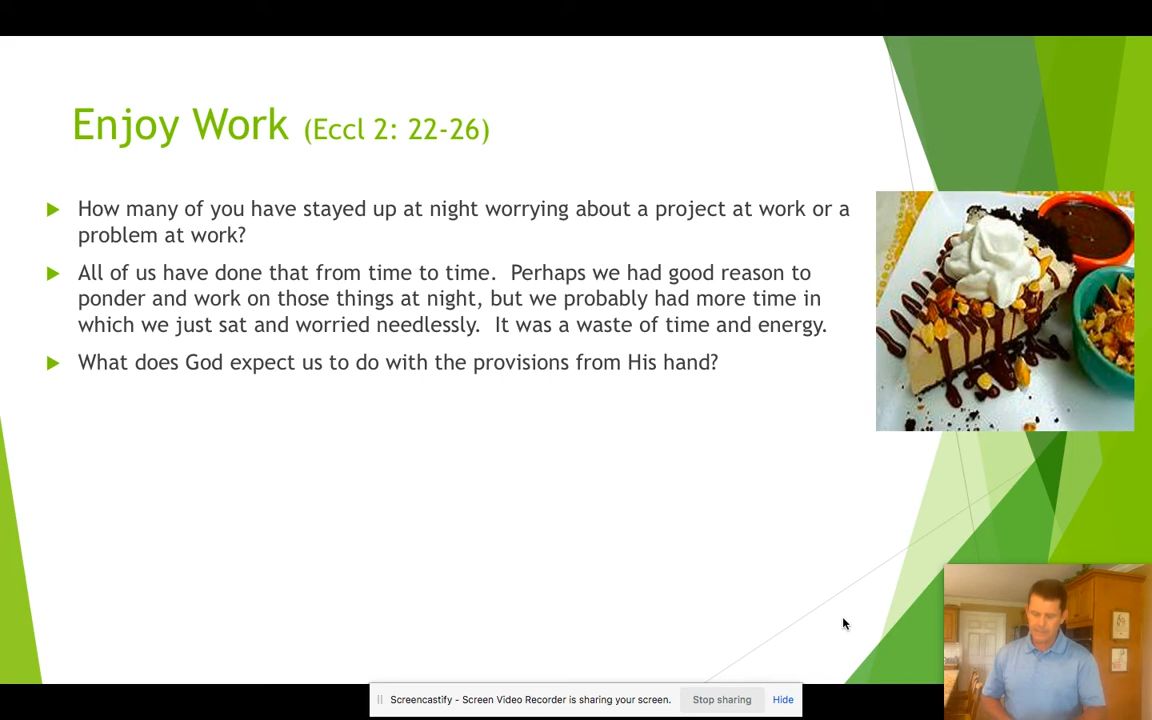 Enjoy Work (Eccl 2: 22-26)
How many of you have stayed up at night worrying about a project at work or a
problem at work?
All of us have done that from time to time.  Perhaps we had good reason to
ponder and work on those things at night, but we probably had more time in
which we just sat and worried needlessly.  It was a waste of time and energy.
What does God expect us to do with the provisions from His hand?
Screencastify - Screen Video Recorder is sharing your screen. Stop sharing Hide